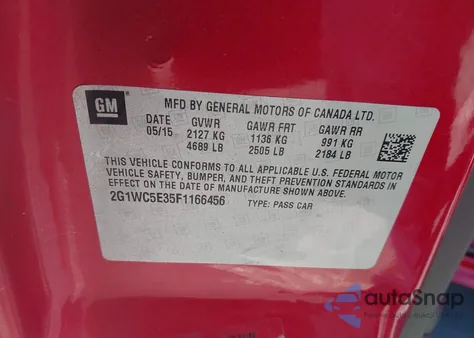 GM
MFD BY GENERAL MOTORS OF CANADA LTD.
DATE GVWR GAWR FRT GAWR RR
05/15 2127 KG 1136 KG 991 KG
4689 LB 2505 LB 2184 LB
THIS VEHICLE CONFORMS TO ALL APPLICABLE U.S. FEDERAL MOTOR
VEHICLE SAFETY, BUMPER, AND THEFT PREVENTION STANDARDS IN
EFFECT ON THE DATE OF MANUFACTURE SHOWN ABOVE.
2G1WC5E35F1166456 TYPE: PASS CAR
autoSnap